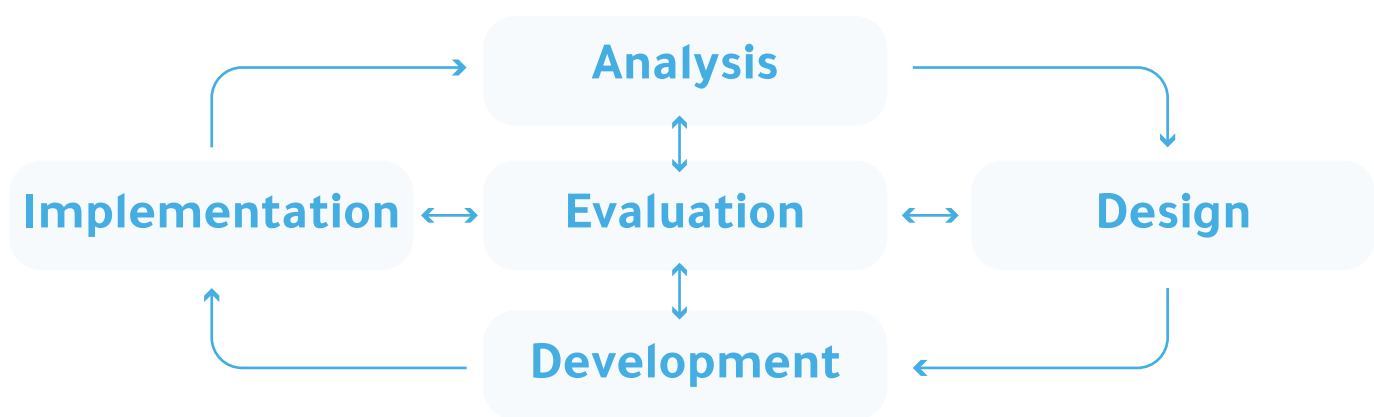 Analysis
Implementation
Evaluation
Design
Development